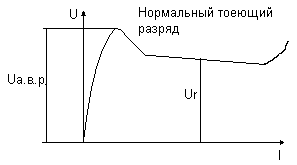 U
Нормальный тоеющий
разряд
Uа.в.р.
Ur
I